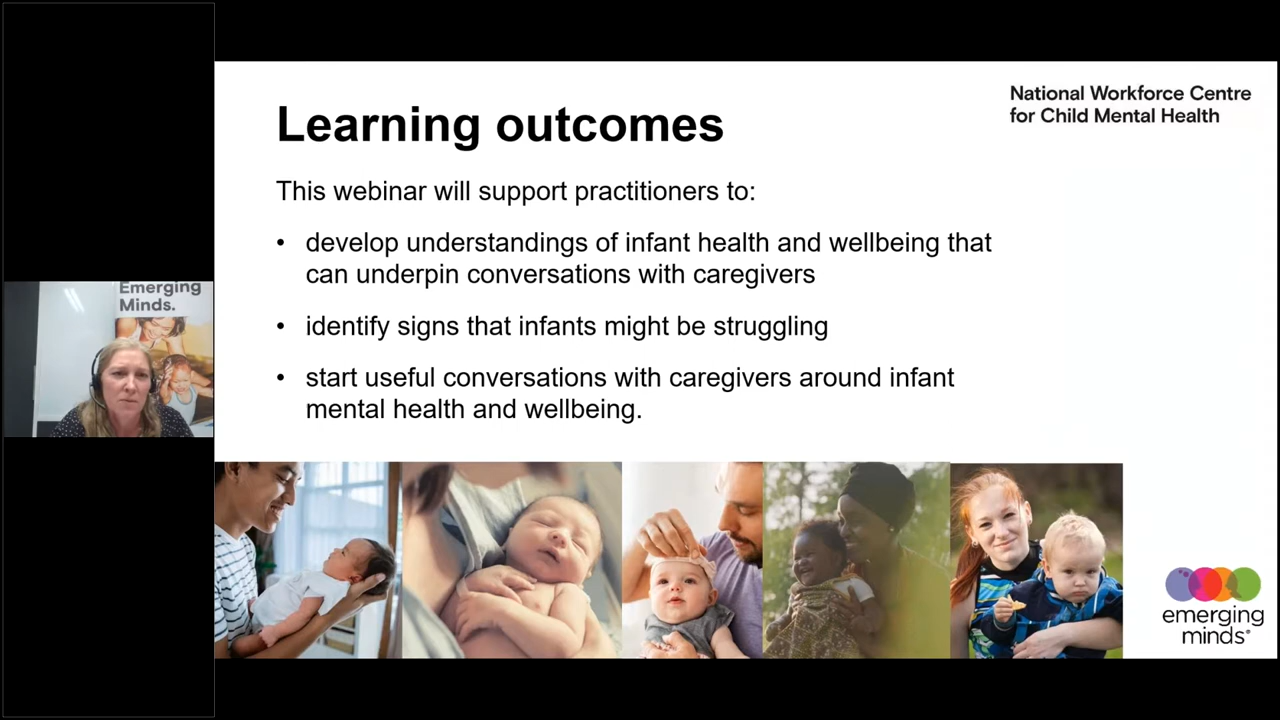 Learning outcomes
National Workforce Centre
for Child Mental Health
This webinar will support practitioners to:
• develop understandings of infant health and wellbeing that
can underpin conversations with caregivers
• identify signs that infants might be struggling
• start useful conversations with caregivers around infant
mental health and wellbeing.
Emerging
Minds.
emerging
minds®